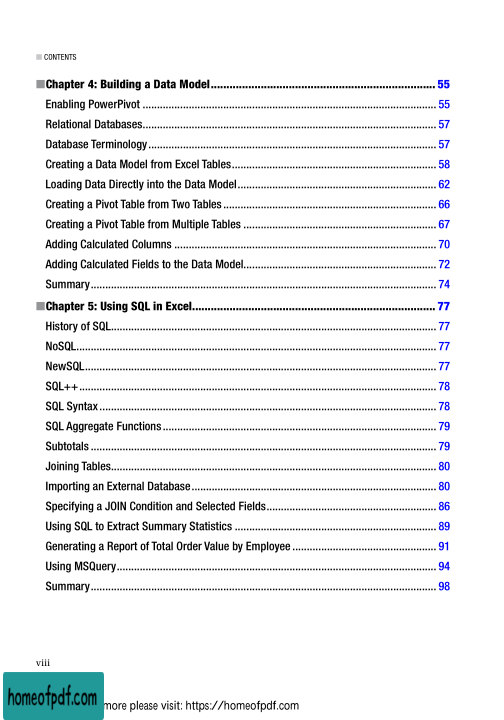 ■ CONTENTS
■Chapter 4: Building a Data Model........................................................................ 55
Enabling PowerPivot .................................................................................................... 55
Relational Databases.................................................................................................... 57
Database Terminology.................................................................................................. 57
Creating a Data Model from Excel Tables..................................................................... 58
Loading Data Directly into the Data Model................................................................... 62
Creating a Pivot Table from Two Tables ........................................................................ 66
Creating a Pivot Table from Multiple Tables ................................................................. 67
Adding Calculated Columns ......................................................................................... 70
Adding Calculated Fields to the Data Model................................................................. 72
Summary...................................................................................................................... 74
■Chapter 5: Using SQL in Excel.............................................................................. 77
History of SQL............................................................................................................... 77
NoSQL........................................................................................................................... 77
NewSQL........................................................................................................................ 77
SQL++.......................................................................................................................... 78
SQL Syntax ................................................................................................................... 78
SQL Aggregate Functions ............................................................................................. 79
Subtotals ...................................................................................................................... 79
Joining Tables............................................................................................................... 80
Importing an External Database................................................................................... 80
Specifying a JOIN Condition and Selected Fields.......................................................... 86
Using SQL to Extract Summary Statistics ..................................................................... 89
Generating a Report of Total Order Value by Employee ................................................. 91
Using MSQuery............................................................................................................. 94
Summary...................................................................................................................... 98
viii
homeofpdf.com
more please visit: https://homeofpdf.com